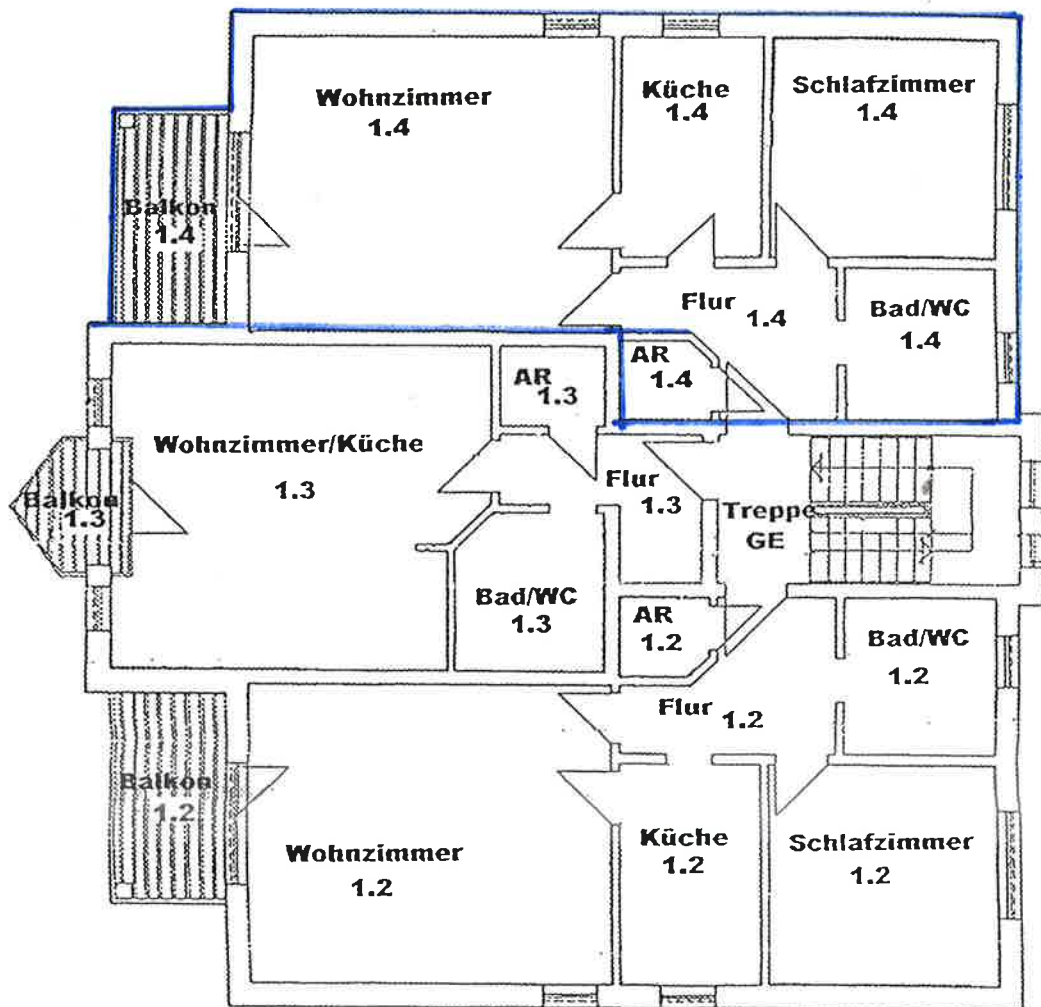 Wohnzimmer
1.4
Küche
1.4
Schlafzimmer
1.4
Balkon
1.4
Flur
1.4
Bad/WC
1.4
AR
1.4
AR
1.3
Wohnzimmer/Küche
1.3
Flur
1.3
Balkon
1.3
Treppe
GE
Bad/WC
1.3
AR
1.2
Bad/WC
1.2
Flur
1.2
Balkon
1.2
Wohnzimmer
1.2
Küche
1.2
Schlafzimmer
1.2